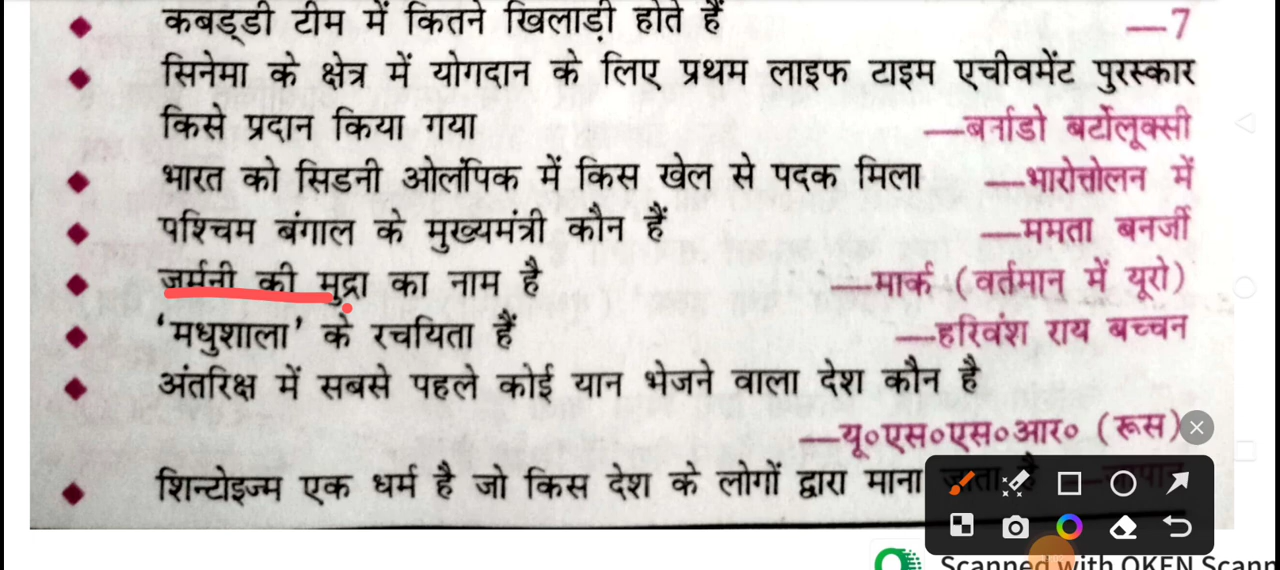 कबड्डी टीम में कितने खिलाड़ी होते हैं —7
सिनेमा के क्षेत्र में योगदान के लिए प्रथम लाइफ टाइम एचीवमेंट पुरस्कार
किसे प्रदान किया गया —बर्नाडो बर्टोलूक्सी
भारत को सिडनी ओलंपिक में किस खेल से पदक मिला —भारोत्तोलन में
पश्चिम बंगाल के मुख्यमंत्री कौन हैं —ममता बनर्जी
जर्मनी की मुद्रा का नाम है —मार्क (वर्तमान में यूरो)
‘मधुशाला’ के रचयिता हैं —हरिवंश राय बच्चन
अंतरिक्ष में सबसे पहले कोई यान भेजने वाला देश कौन है
—यू०एस०एस०आर० (रूस)
शिन्टोइज्म एक धर्म है जो किस देश के लोगों द्वारा माना जाता है —जापान
Scanned with OKEN Scann